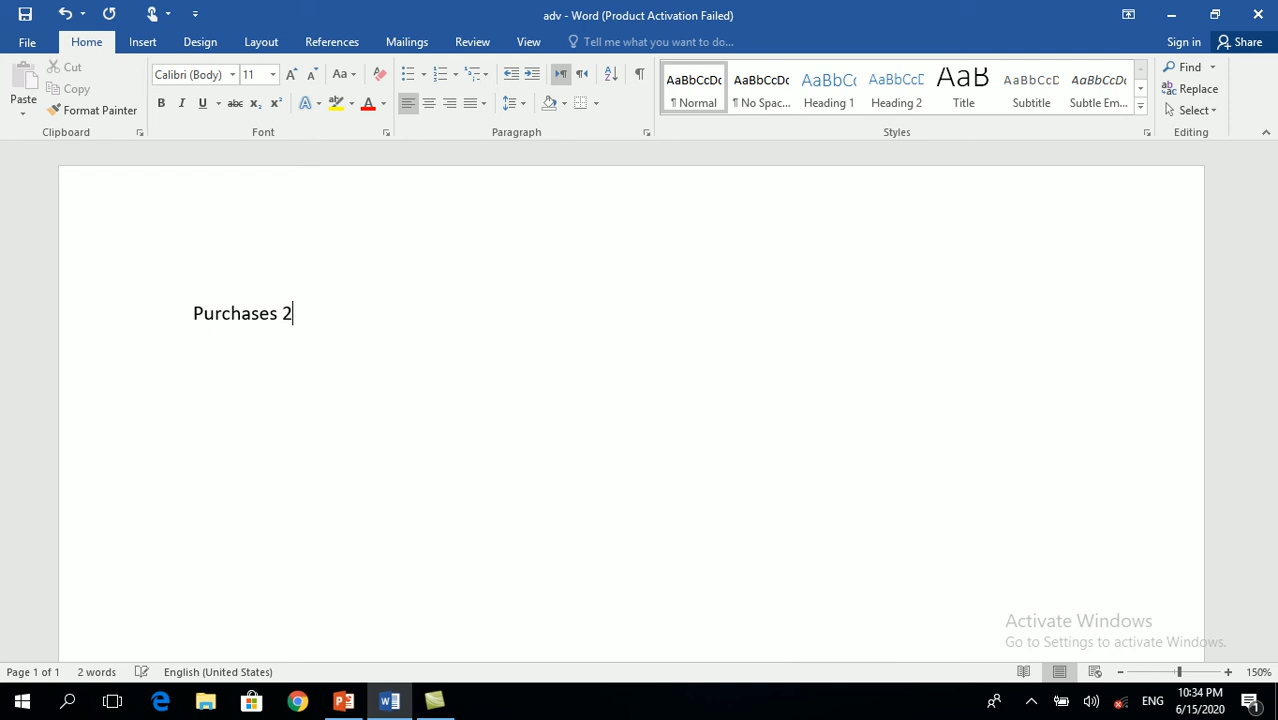 adv - Word (Product Activation Failed)
File Home Insert Design Layout References Mailings Review View Tell me what you want to do... Sign in Share
Paste
Cut
Copy
Format Painter
Clipboard
Calibri (Body) 11
Font
Paragraph
AaBbCcDc AaBbCcDc AaBbCc AaBbCcD AaB AaBbCcD AaBbCcDc
¶ Normal ¶ No Spac... Heading 1 Heading 2 Title Subtitle Subtle Em...
Styles
Find
Replace
Select
Editing
Purchases 2
Activate Windows
Go to Settings to activate Windows.
Page 1 of 1 2 words English (United States) 150%
ENG
10:34 PM
6/15/2020
1